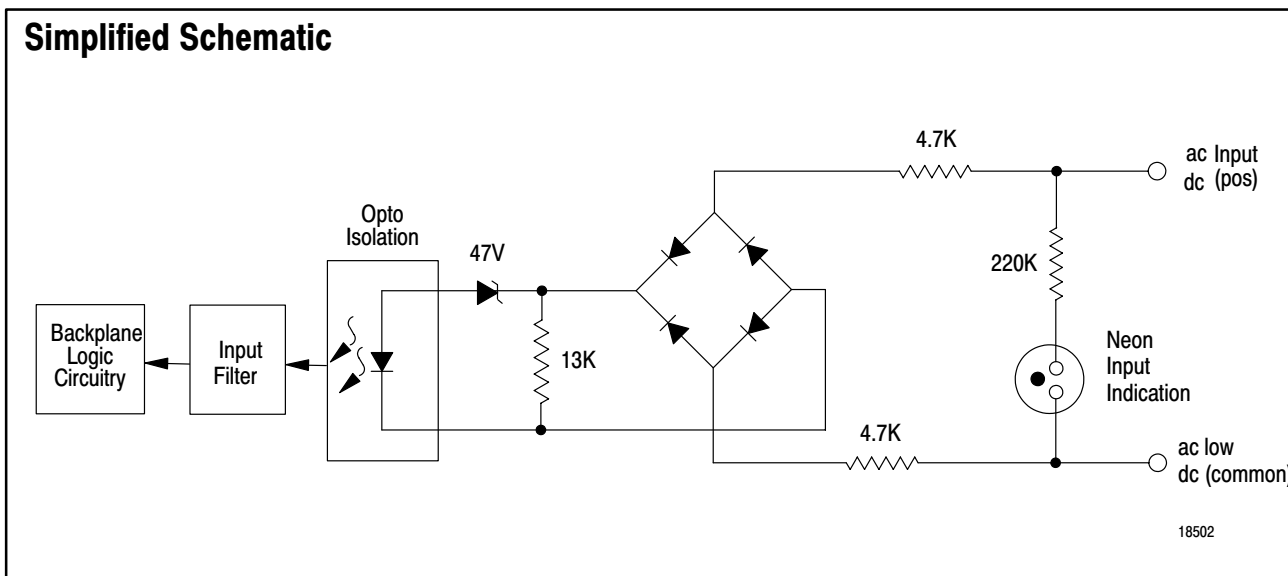 Simplified Schematic
4.7K
ac Input
dc (pos)
Opto
Isolation
47V
220K
Backplane
Logic
Circuitry
Input
Filter
13K
Neon
Input
Indication
4.7K
ac low
dc (common)
18502